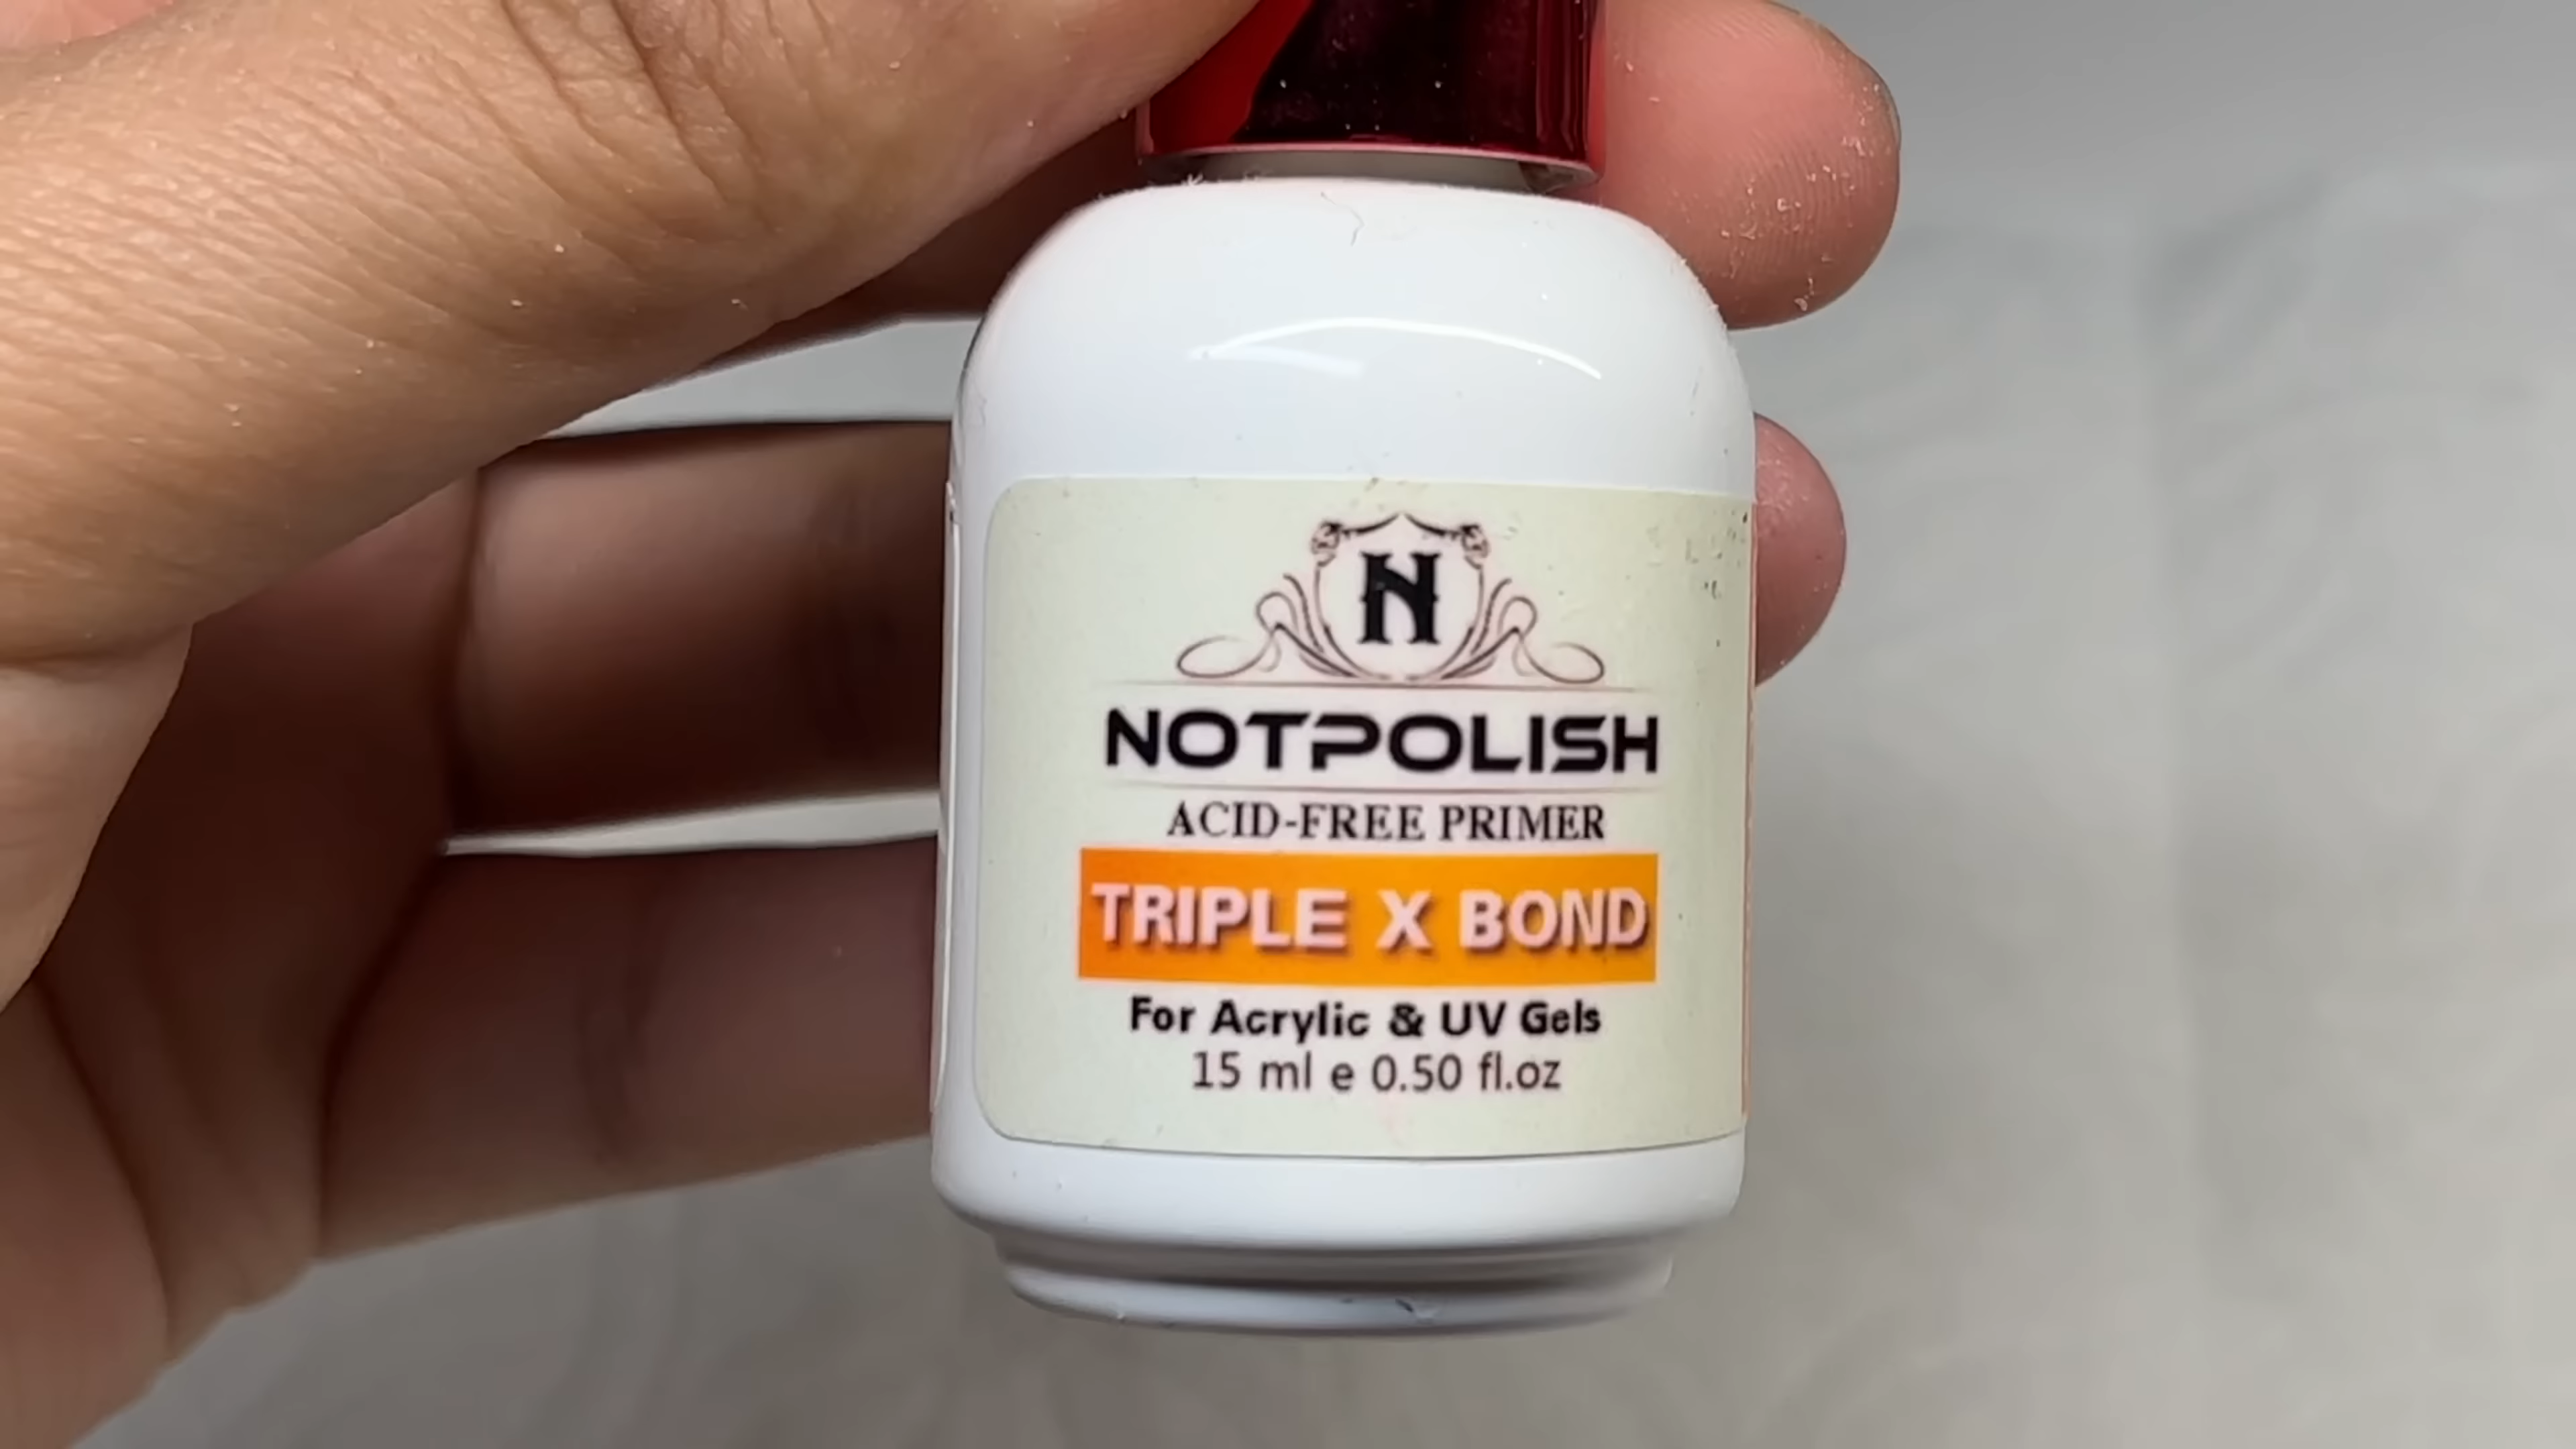 N
NOTPOLISH
ACID-FREE PRIMER
TRIPLE X BOND
For Acrylic & UV Gels
15 ml e 0.50 fl.oz